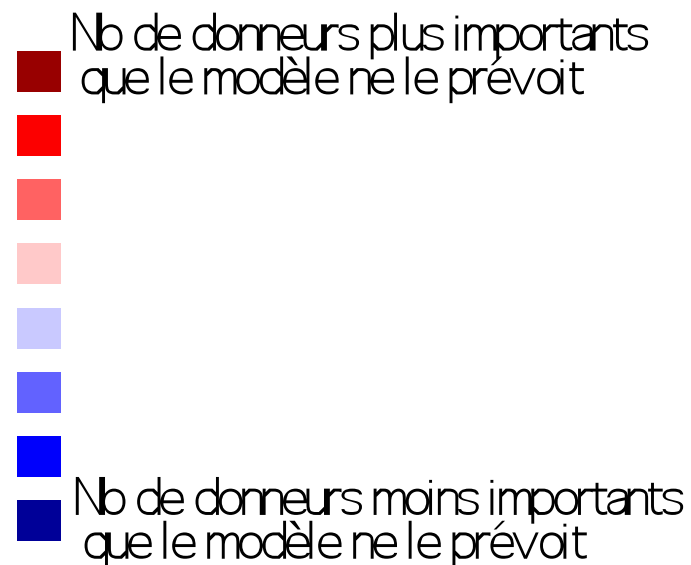 Nb de donneurs plus importants
que le modèle ne le prévoit
Nb de donneurs moins importants
que le modèle ne le prévoit